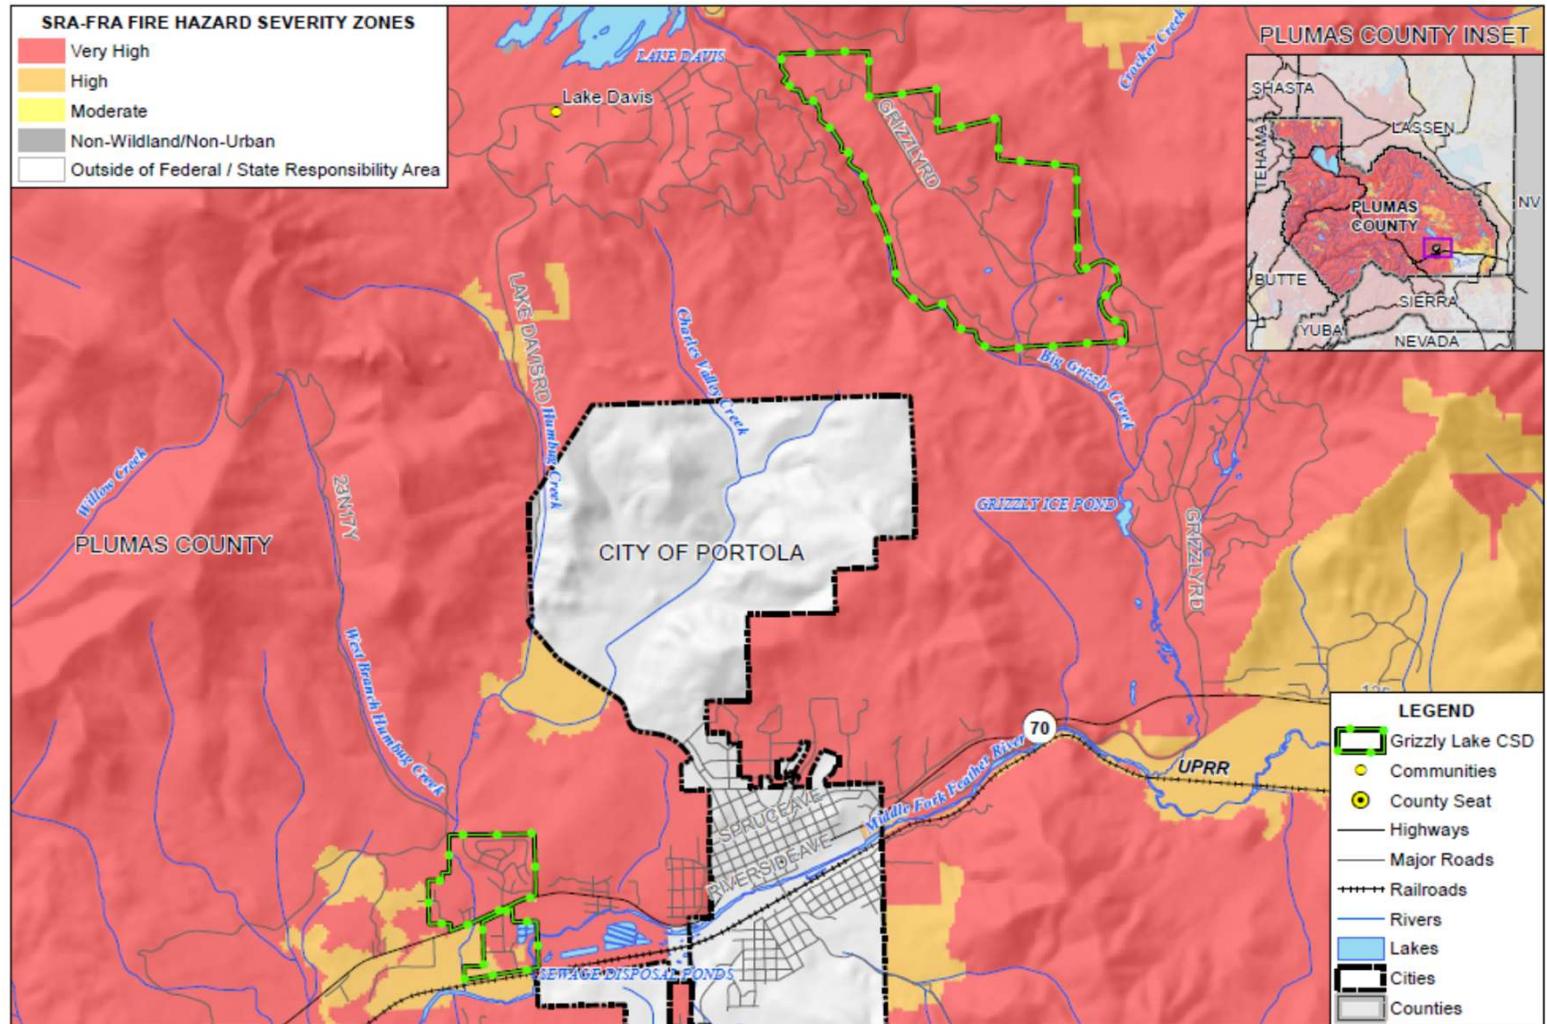 SRA-FRA FIRE HAZARD SEVERITY ZONES
Very High
High
Moderate
Non-Wildland/Non-Urban
Outside of Federal / State Responsibility Area
LAKE DAVIS
Lake Davis
Crocker Creek
GRIZZLY RD
PLUMAS COUNTY INSET
SHASTA
LASSEN
TEHAMA
PLUMAS
COUNTY
NV
BUTTE
SIERRA
YUBA
NEVADA
LAKE DAVIS RD
Charles Valley Creek
Big Grizzly Creek
Humbug Creek
Willow Creek
23N17Y
GRIZZLY ICE POND
GRIZZLY RD
PLUMAS COUNTY
CITY OF PORTOLA
West Branch Humbug Creek
70
UPRR
Middle Fork Feather River
SPRUCE AVE
RIVERSIDE AVE
SEWAGE DISPOSAL PONDS
LEGEND
Grizzly Lake CSD
Communities
County Seat
Highways
Major Roads
Railroads
Rivers
Lakes
Cities
Counties